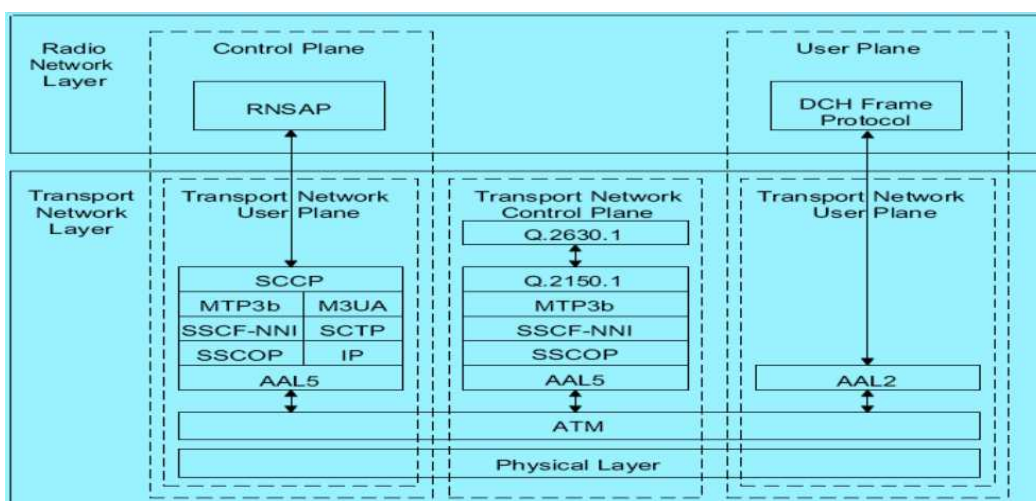 Radio
Network
Layer
Control Plane
RNSAP
User Plane
DCH Frame
Protocol
Transport
Network
Layer
Transport Network
User Plane
SCCP
MTP3b
M3UA
SSCF-NNI
SCTP
SSCOP
IP
AAL5
Transport Network
Control Plane
Q.2630.1
Q.2150.1
MTP3b
SSCF-NNI
SSCOP
AAL5
Transport Network
User Plane
AAL2
ATM
Physical Layer